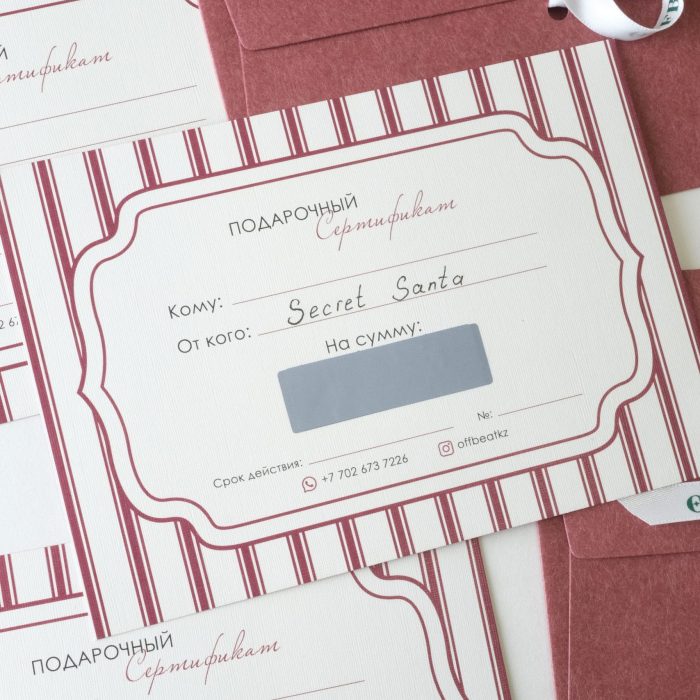 ПОДАРОЧНЫЙ
Сертификат
ПОДАРОЧНЫЙ
Сертификат
Кому:
От кого: Secret Santa
На сумму:
№:
Срок действия:
+7 702 673 7226
offbeatkz
ПОДАРОЧНЫЙ
Сертификат